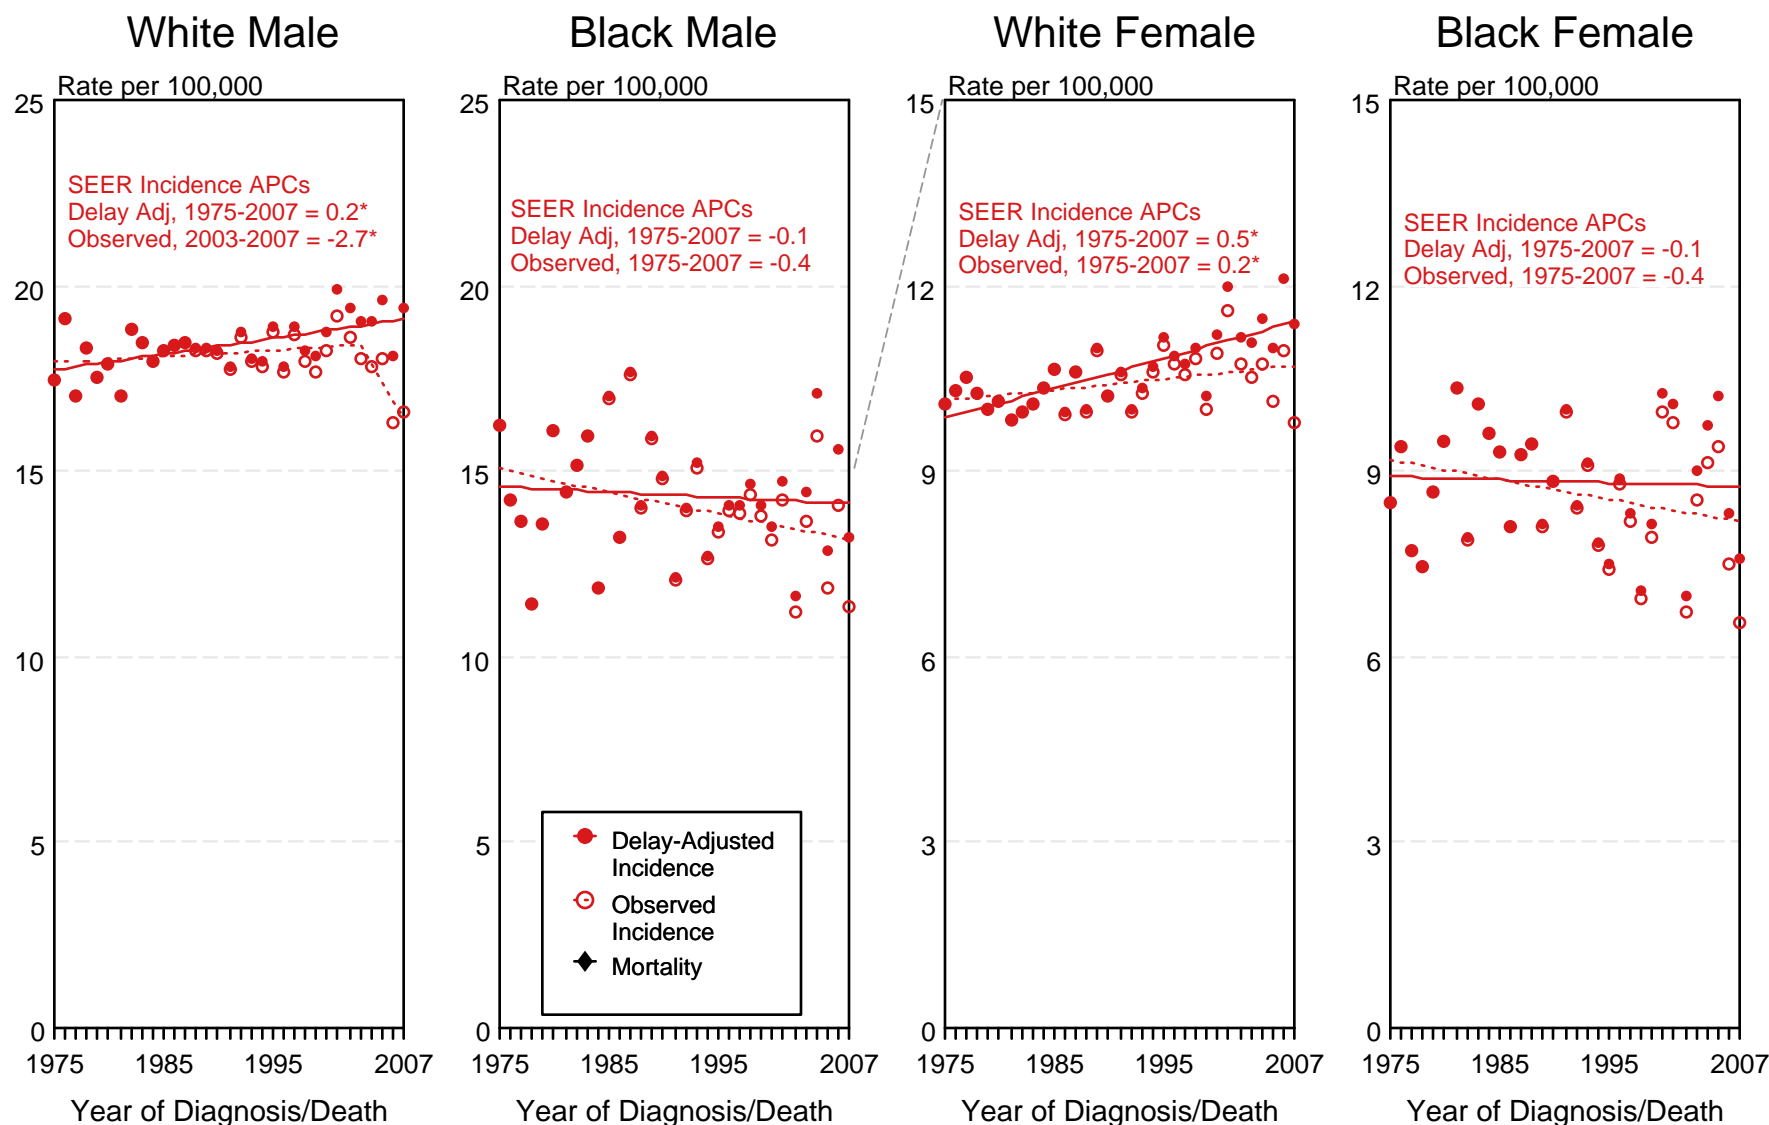 White Male
Rate per 100,000
25
20
15
10
5
0
SEER Incidence APCs
Delay Adj, 1975-2007 = 0.2*
Observed, 2003-2007 = -2.7*
1975 1985 1995 2007
Year of Diagnosis/Death
Black Male
Rate per 100,000
25
20
15
10
5
0
SEER Incidence APCs
Delay Adj, 1975-2007 = -0.1
Observed, 1975-2007 = -0.4
Delay-Adjusted
Incidence
Observed
Incidence
Mortality
1975 1985 1995 2007
Year of Diagnosis/Death
White Female
Rate per 100,000
15
12
9
6
3
0
SEER Incidence APCs
Delay Adj, 1975-2007 = 0.5*
Observed, 1975-2007 = 0.2*
1975 1985 1995 2007
Year of Diagnosis/Death
Black Female
Rate per 100,000
15
12
9
6
3
0
SEER Incidence APCs
Delay Adj, 1975-2007 = -0.1
Observed, 1975-2007 = -0.4
1975 1985 1995 2007
Year of Diagnosis/Death